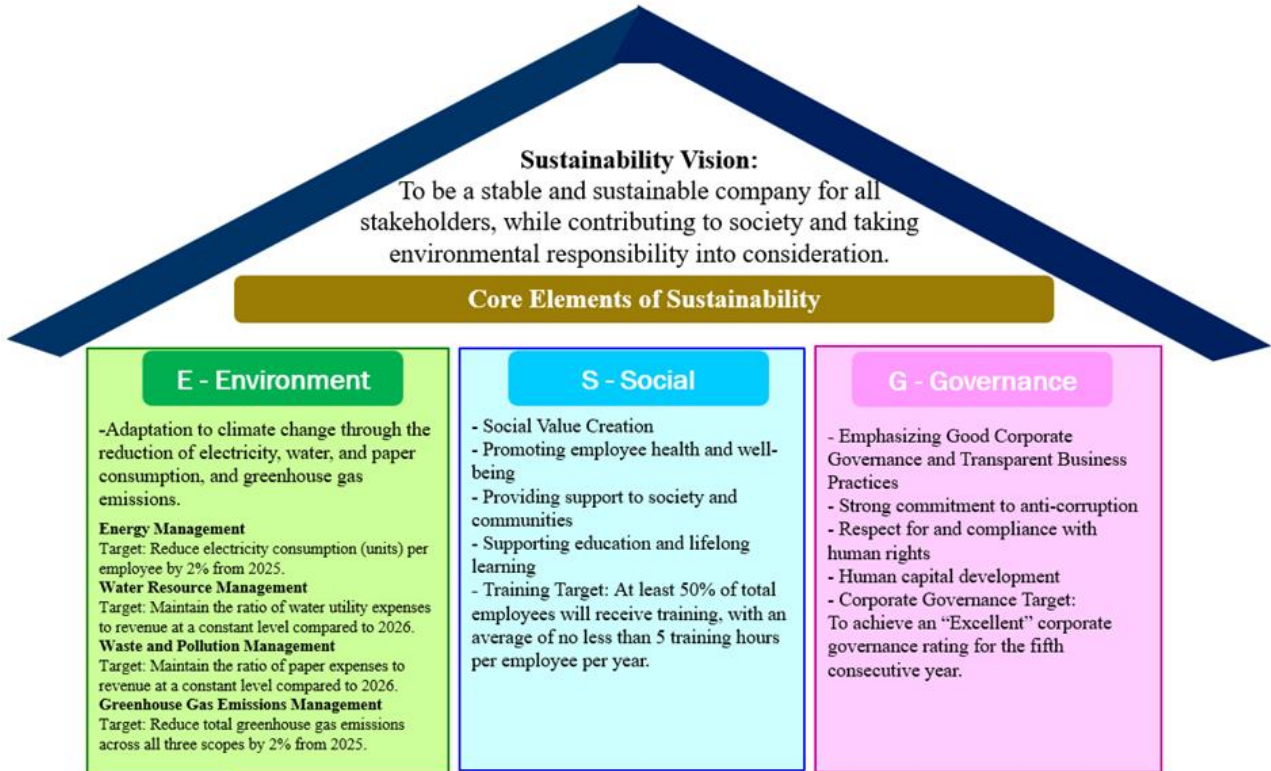 Sustainability Vision:
To be a stable and sustainable company for all
stakeholders, while contributing to society and taking
environmental responsibility into consideration.
Core Elements of Sustainability
E - Environment
-Adaptation to climate change through the
reduction of electricity, water, and paper
consumption, and greenhouse gas
emissions.
Energy Management
Target: Reduce electricity consumption (units) per
employee by 2% from 2025.
Water Resource Management
Target: Maintain the ratio of water utility expenses
to revenue at a constant level compared to 2026.
Waste and Pollution Management
Target: Maintain the ratio of paper expenses to
revenue at a constant level compared to 2026.
Greenhouse Gas Emissions Management
Target: Reduce total greenhouse gas emissions
across all three scopes by 2% from 2025.
S - Social
- Social Value Creation
- Promoting employee health and well-
being
- Providing support to society and
communities
- Supporting education and lifelong
learning
- Training Target: At least 50% of total
employees will receive training, with an
average of no less than 5 training hours
per employee per year.
G - Governance
- Emphasizing Good Corporate
Governance and Transparent Business
Practices
- Strong commitment to anti-corruption
- Respect for and compliance with
human rights
- Human capital development
- Corporate Governance Target:
To achieve an “Excellent” corporate
governance rating for the fifth
consecutive year.